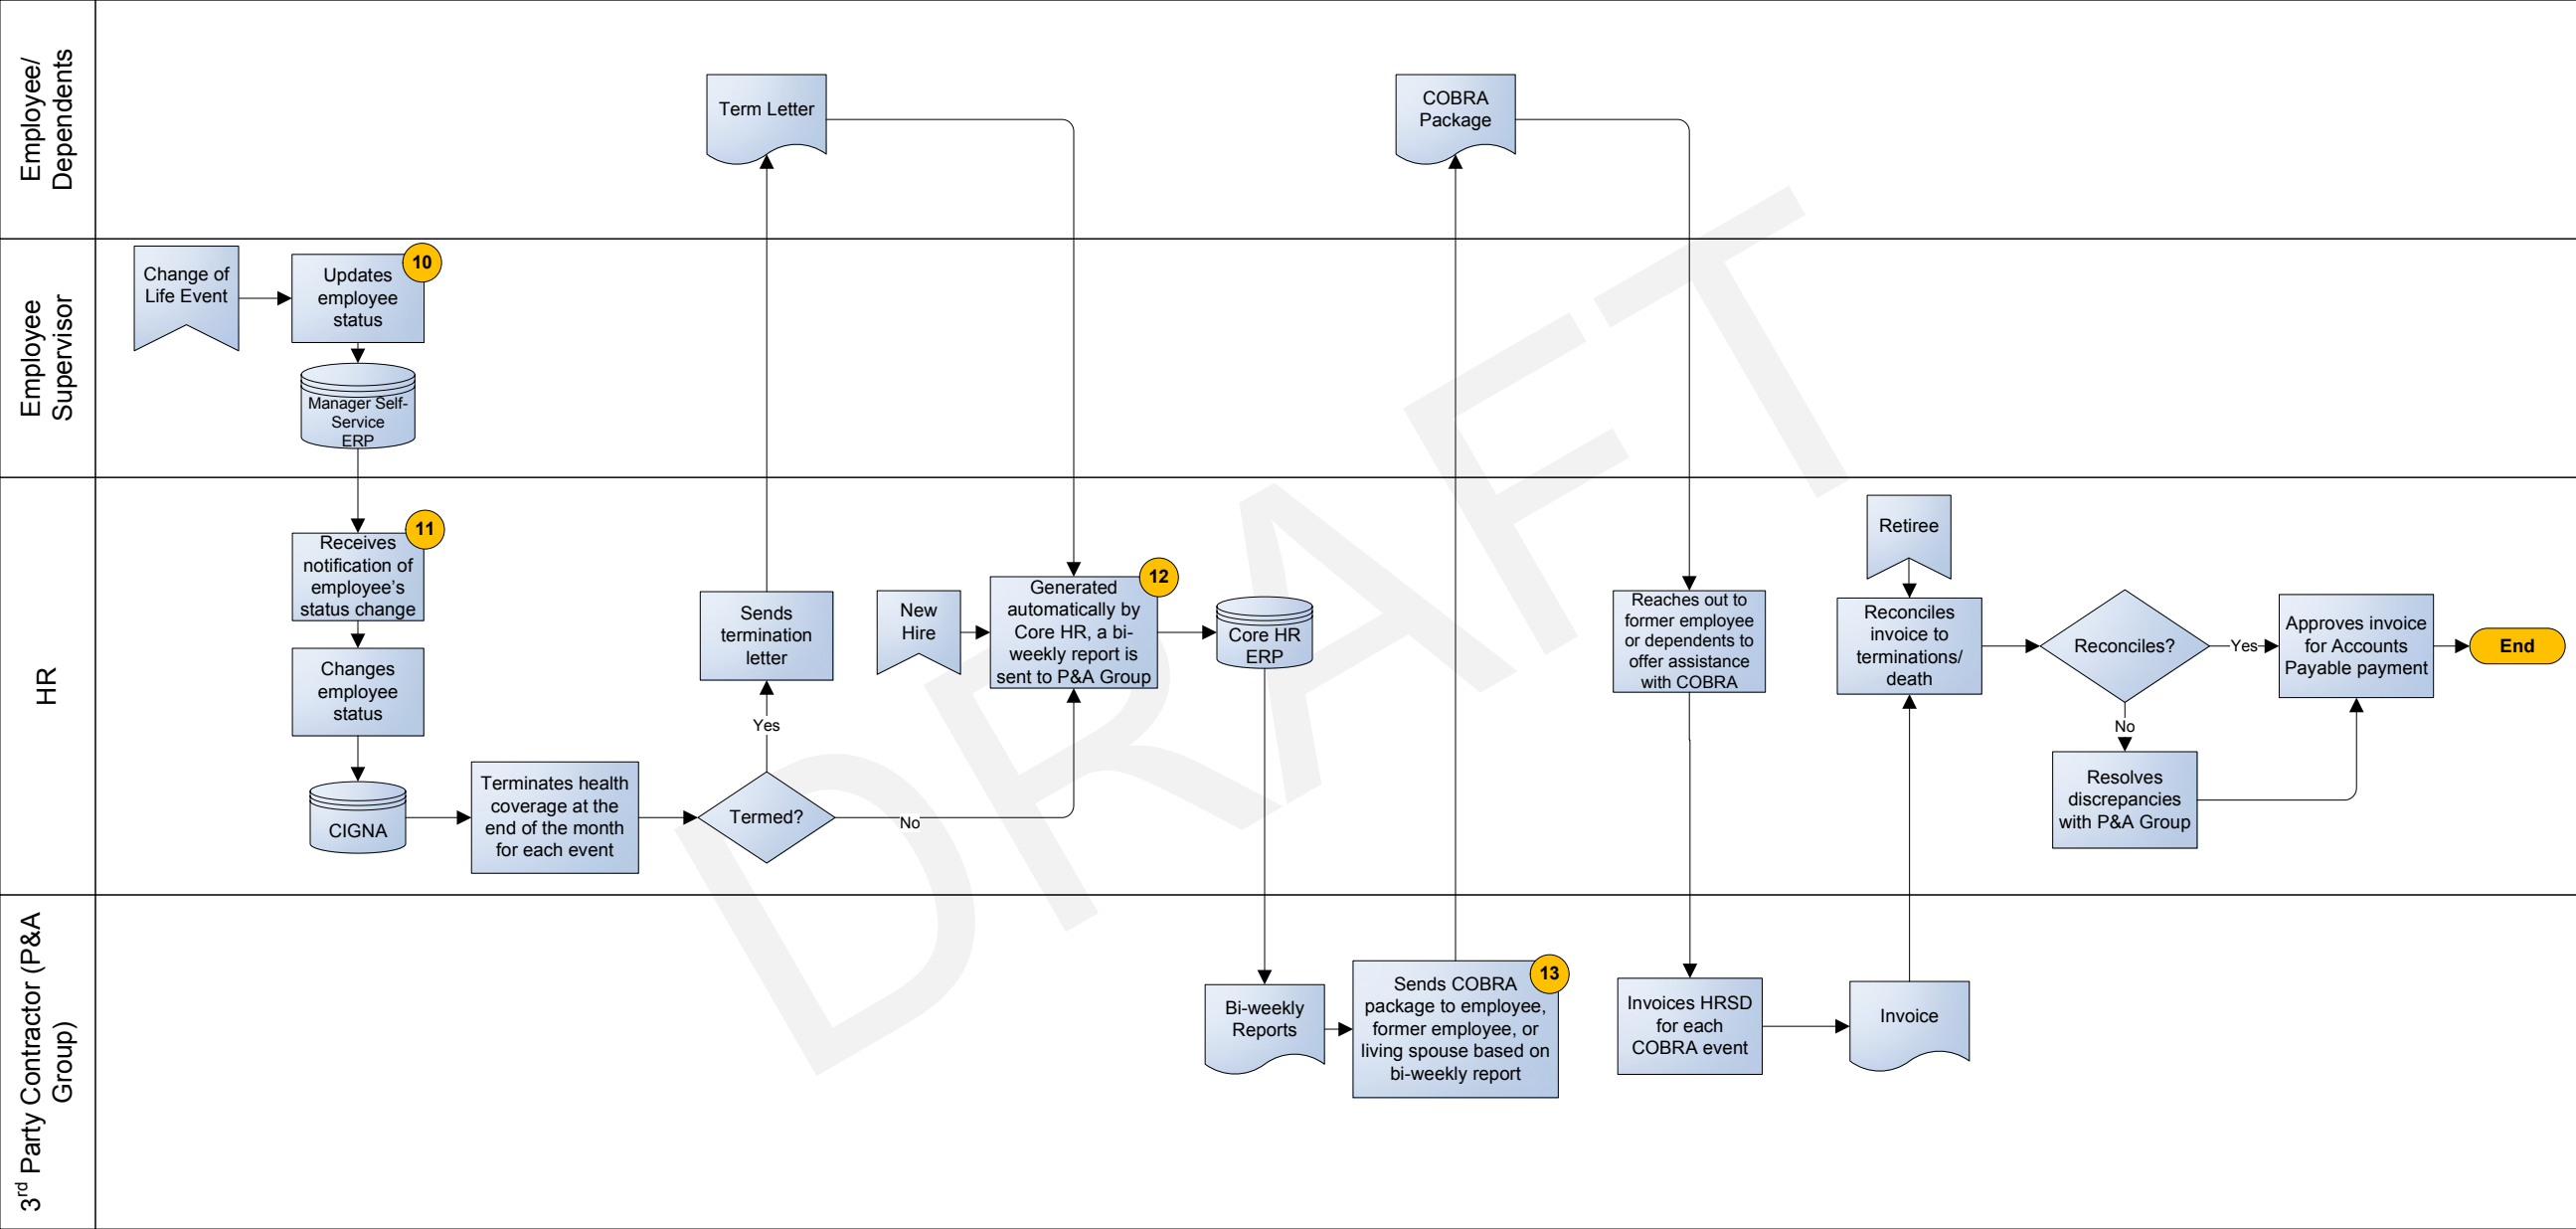 Employee/
Dependents
Term Letter
COBRA
Package
Employee
Supervisor
Change of
Life Event
Updates
employee
status
10
Manager Self-
Service
ERP
HR
11
Receives
notification of
employee's
status change
Changes
employee
status
CIGNA
Terminates health
coverage at the
end of the month
for each event
Termed?
Yes
No
Sends
termination
letter
New
Hire
12
Generated
automatically by
Core HR, a bi-
weekly report is
sent to P&A Group
Core HR
ERP
Reaches out to
former employee
or dependents to
offer assistance
with COBRA
Retiree
Reconciles
invoice to
terminations/
death
Reconciles?
Yes
No
Resolves
discrepancies
with P&A Group
Approves invoice
for Accounts
Payable payment
End
3rd Party Contractor (P&A
Group)
Bi-weekly
Reports
13
Sends COBRA
package to employee,
former employee, or
living spouse based on
bi-weekly report
Invoices HRSD
for each
COBRA event
Invoice
DRAFT